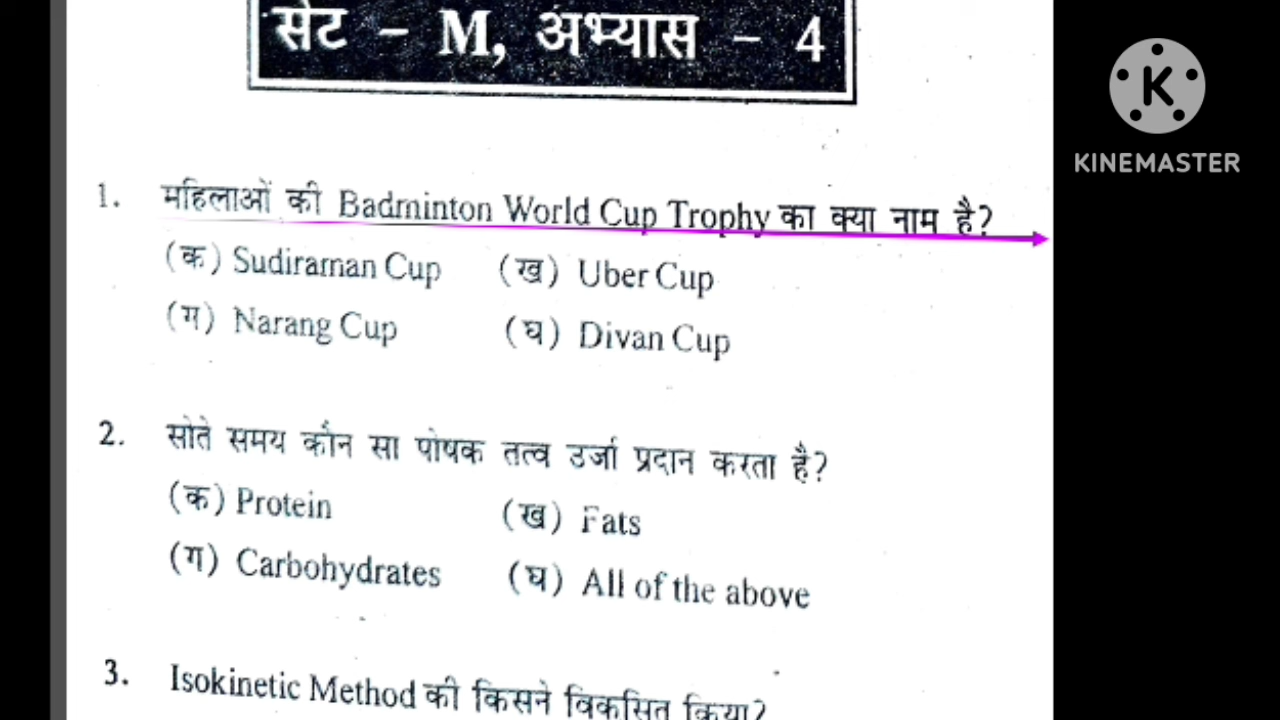 सेट - M, अभ्यास - 4
KINEMASTER
1. महिलाओं की Badminton World Cup Trophy का क्या नाम है?
(क) Sudiraman Cup (ख) Uber Cup
(ग) Narang Cup (घ) Divan Cup
2. सोते समय कौन सा पोषक तत्व उर्जा प्रदान करता है?
(क) Protein (ख) Fats
(ग) Carbohydrates (घ) All of the above
3. Isokinetic Method की किसने विकसित किया?